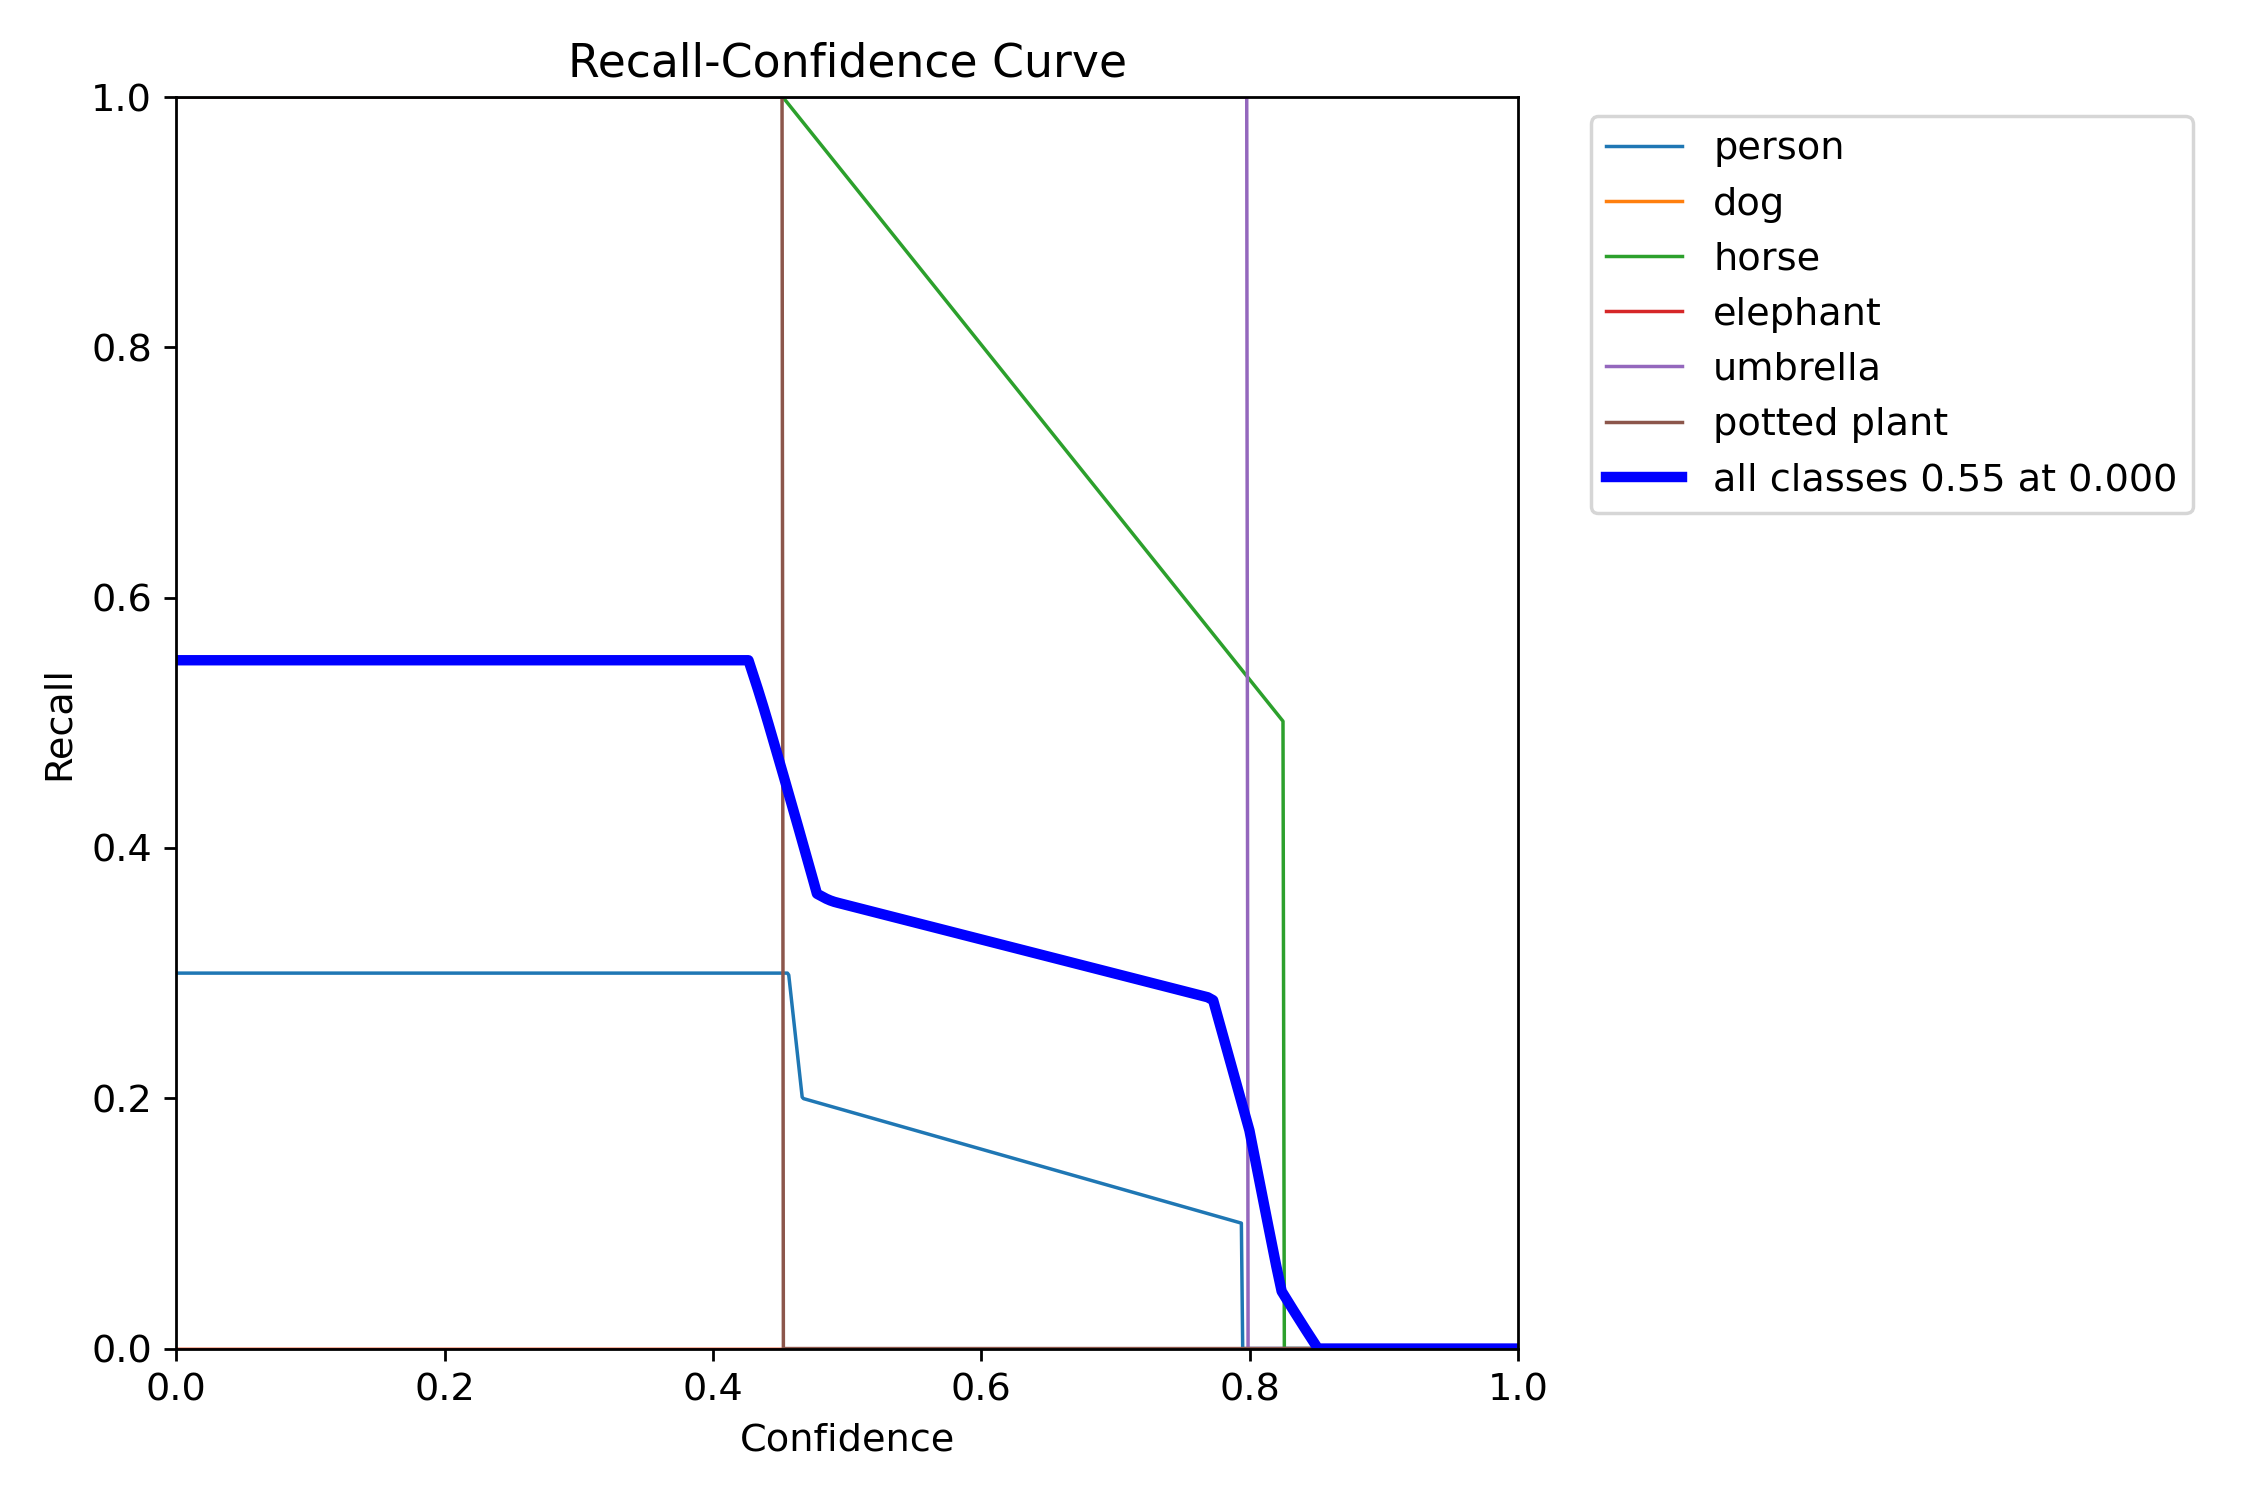 Recall-Confidence Curve
1.0
0.8
0.6
0.4
0.2
0.0
Recall
0.0 0.2 0.4 0.6 0.8 1.0
Confidence
person
dog
horse
elephant
umbrella
potted plant
all classes 0.55 at 0.000